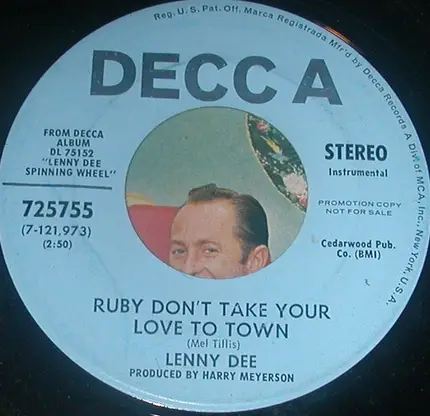 Reg. U.S. Pat. Off. Marca Registrada Mfr'd by Decca Records A Div. of MCA, Inc., New York, U.S.A.
DECCA
FROM DECCA
ALBUM
DL 75152
"LENNY DEE
SPINNING WHEEL"
725755
(7-121,973)
(2:50)
STEREO
Instrumental
PROMOTION COPY
NOT FOR SALE
Cedarwood Pub.
Co. (BMI)
RUBY DON'T TAKE YOUR
LOVE TO TOWN
(Mel Tillis)
LENNY DEE
PRODUCED BY HARRY MEYERSON